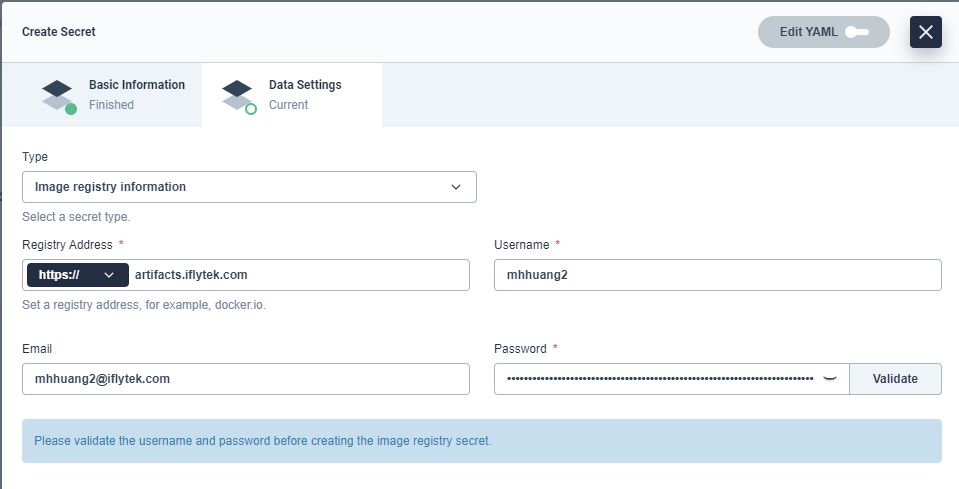 Create Secret
Edit YAML
Basic Information
Finished
Data Settings
Current
Type
Image registry information
Select a secret type.
Registry Address *
https://
artifacts.iflytek.com
Set a registry address, for example, docker.io.
Username *
mhhuang2
Email
mhhuang2@iflytek.com
Password *
Validate
Please validate the username and password before creating the image registry secret.